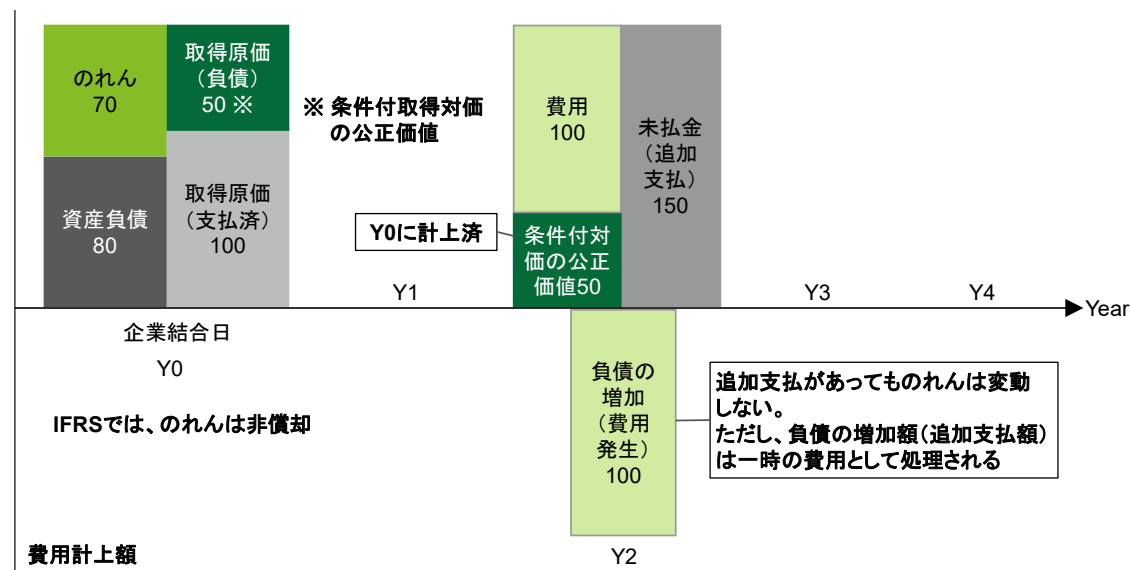 のれん
70
取得原価
（負債）
50 ※
資産負債
80
取得原価
（支払済）
100
※ 条件付取得対価
の公正価値
費用
100
未払金
（追加
支払）
150
Y0に計上済
条件付対
価の公正
価値50
Y1
Y3
Y4
Year
企業結合日
Y0
IFRSでは、のれんは非償却
負債の
増加
（費用
発生）
100
追加支払があってものれんは変動
しない。
ただし、負債の増加額（追加支払額）
は一時の費用として処理される
費用計上額
Y2